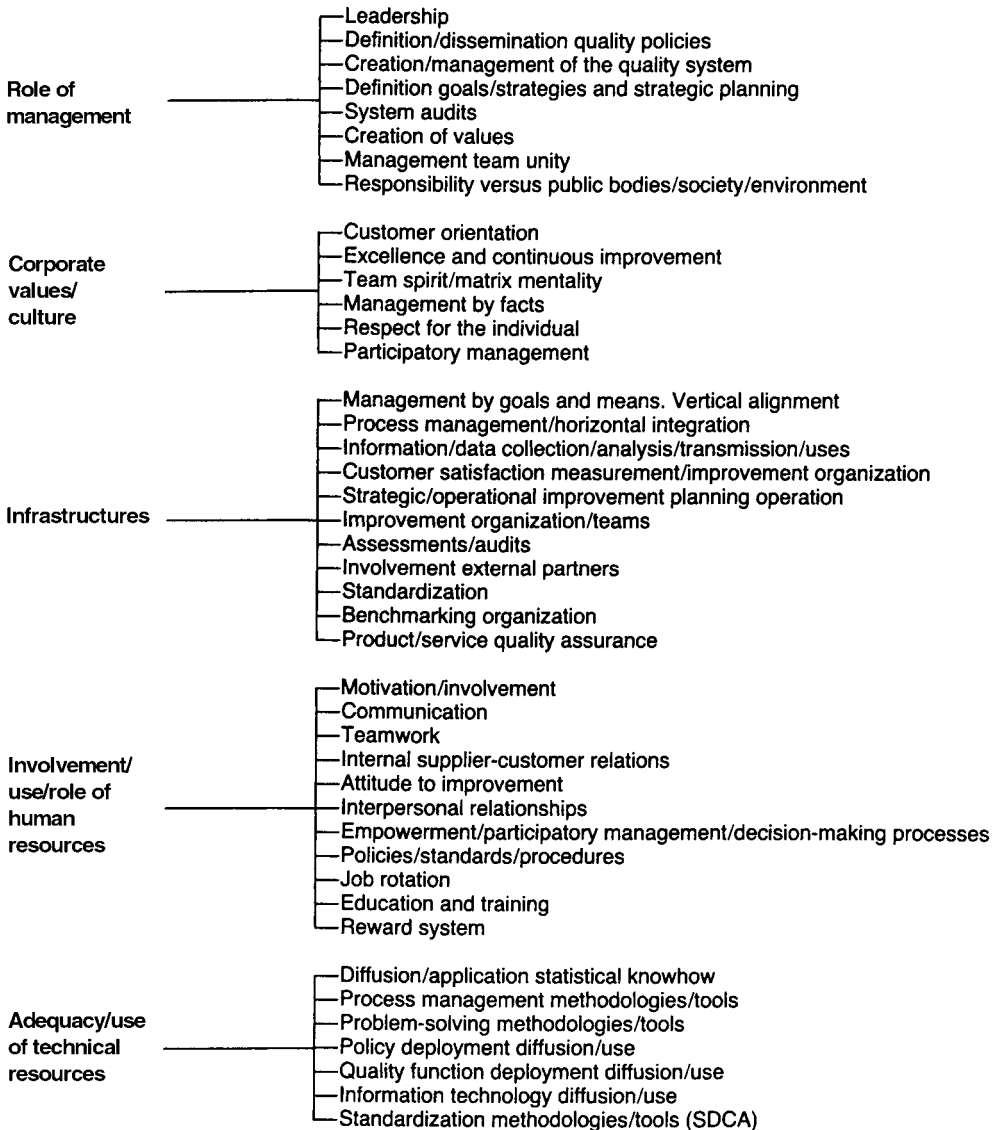 Role of
management
Leadership
Definition/dissemination quality policies
Creation/management of the quality system
Definition goals/strategies and strategic planning
System audits
Creation of values
Management team unity
Responsibility versus public bodies/society/environment
Corporate
values/
culture
Customer orientation
Excellence and continuous improvement
Team spirit/matrix mentality
Management by facts
Respect for the individual
Participatory management
Infrastructures
Management by goals and means. Vertical alignment
Process management/horizontal integration
Information/data collection/analysis/transmission/uses
Customer satisfaction measurement/improvement organization
Strategic/operational improvement planning operation
Improvement organization/teams
Assessments/audits
Involvement external partners
Standardization
Benchmarking organization
Product/service quality assurance
Involvement/
use/role of
human
resources
Motivation/involvement
Communication
Teamwork
Internal supplier-customer relations
Attitude to improvement
Interpersonal relationships
Empowerment/participatory management/decision-making processes
Policies/standards/procedures
Job rotation
Education and training
Reward system
Adequacy/use
of technical
resources
Diffusion/application statistical knowhow
Process management methodologies/tools
Problem-solving methodologies/tools
Policy deployment diffusion/use
Quality function deployment diffusion/use
Information technology diffusion/use
Standardization methodologies/tools (SDCA)